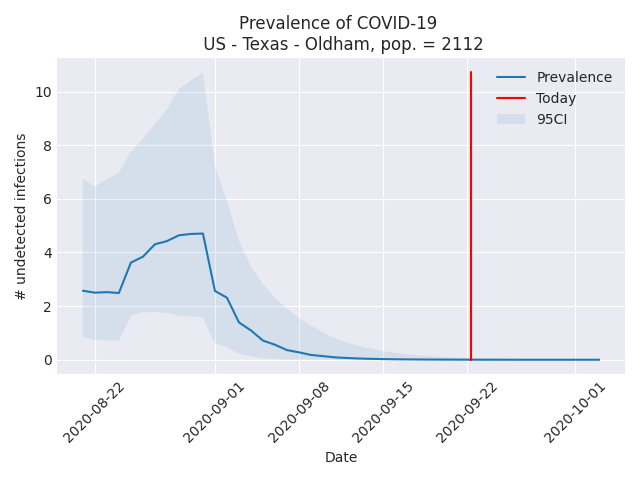 Prevalence of COVID-19
US - Texas - Oldham, pop. = 2112
Prevalence
Today
95CI
# undetected infections
10
8
6
4
2
0
2020-08-22
2020-09-01
2020-09-08
2020-09-15
2020-09-22
2020-10-01
Date